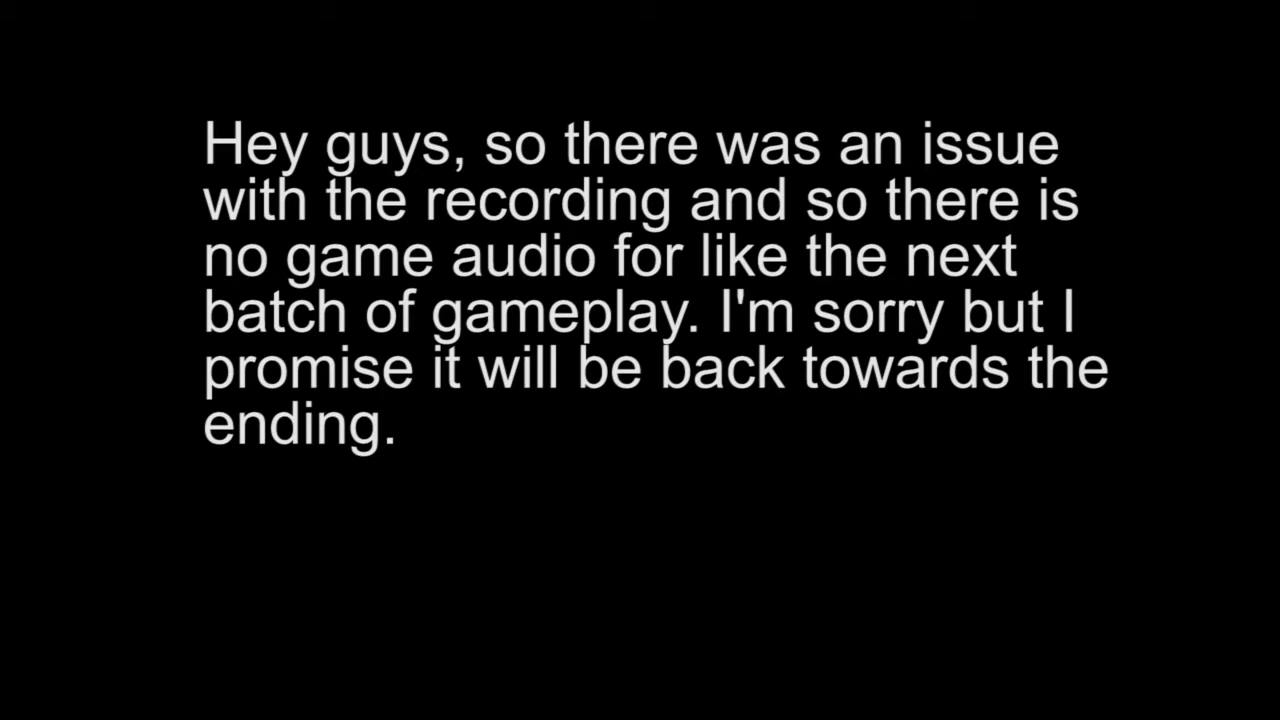 Hey guys, so there was an issue
with the recording and so there is
no game audio for like the next
batch of gameplay. I'm sorry but I
promise it will be back towards the
ending.